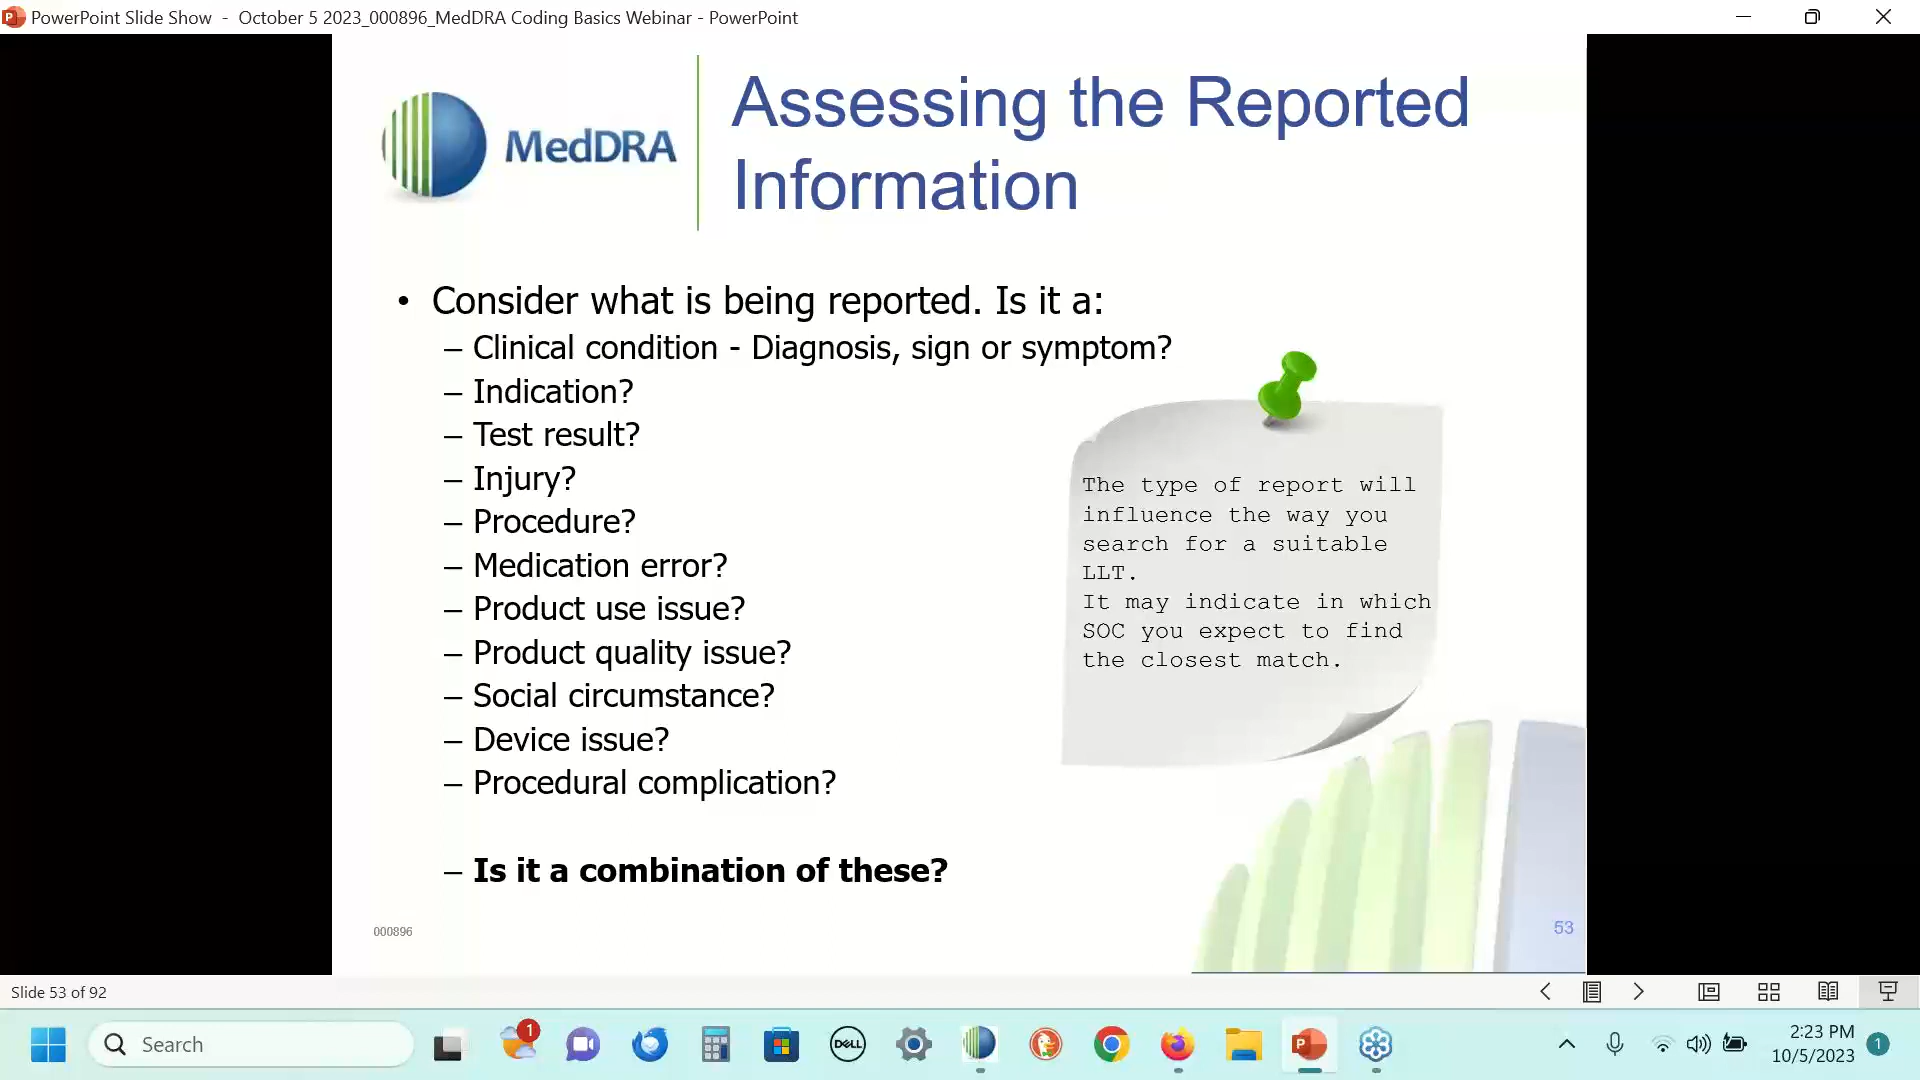 PowerPoint Slide Show - October 5 2023_000896_MedDRA Coding Basics Webinar - PowerPoint
MedDRA
Assessing the Reported
Information
• Consider what is being reported. Is it a:
– Clinical condition - Diagnosis, sign or symptom?
– Indication?
– Test result?
– Injury?
– Procedure?
– Medication error?
– Product use issue?
– Product quality issue?
– Social circumstance?
– Device issue?
– Procedural complication?
– Is it a combination of these?
The type of report will
influence the way you
search for a suitable
LLT.
It may indicate in which
SOC you expect to find
the closest match.
000896
53
Slide 53 of 92
Search
1
DELL
2:23 PM
10/5/2023
1